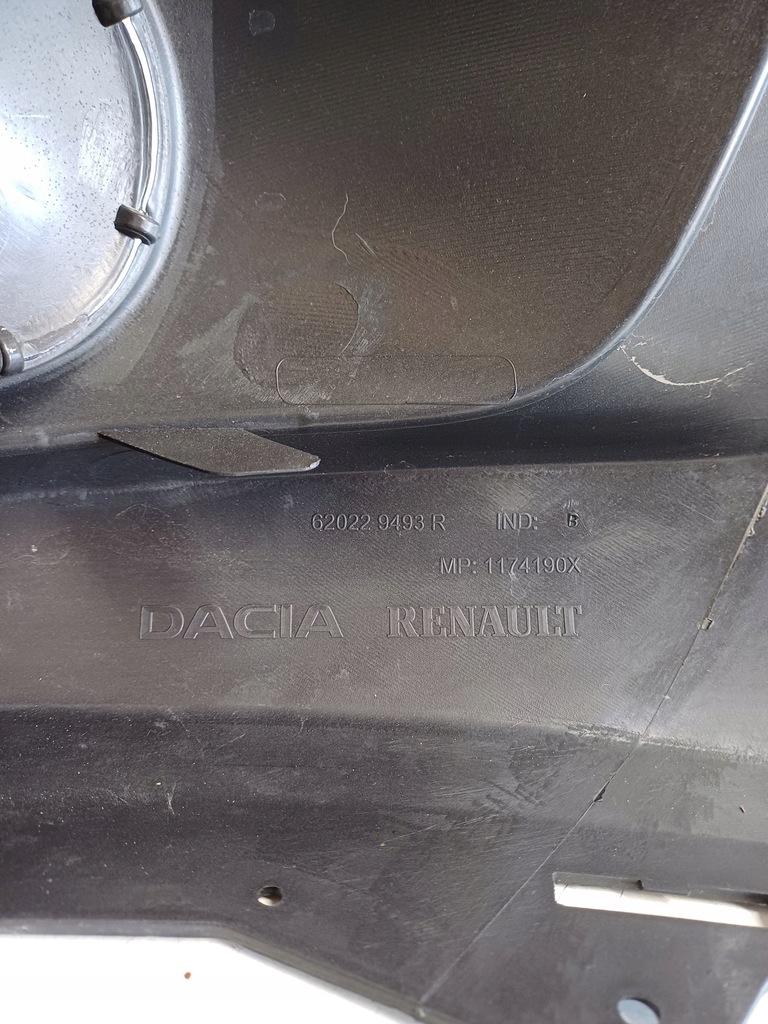 62022 9493 R IND: B
MP: 1174190X
DACIA RENAULT